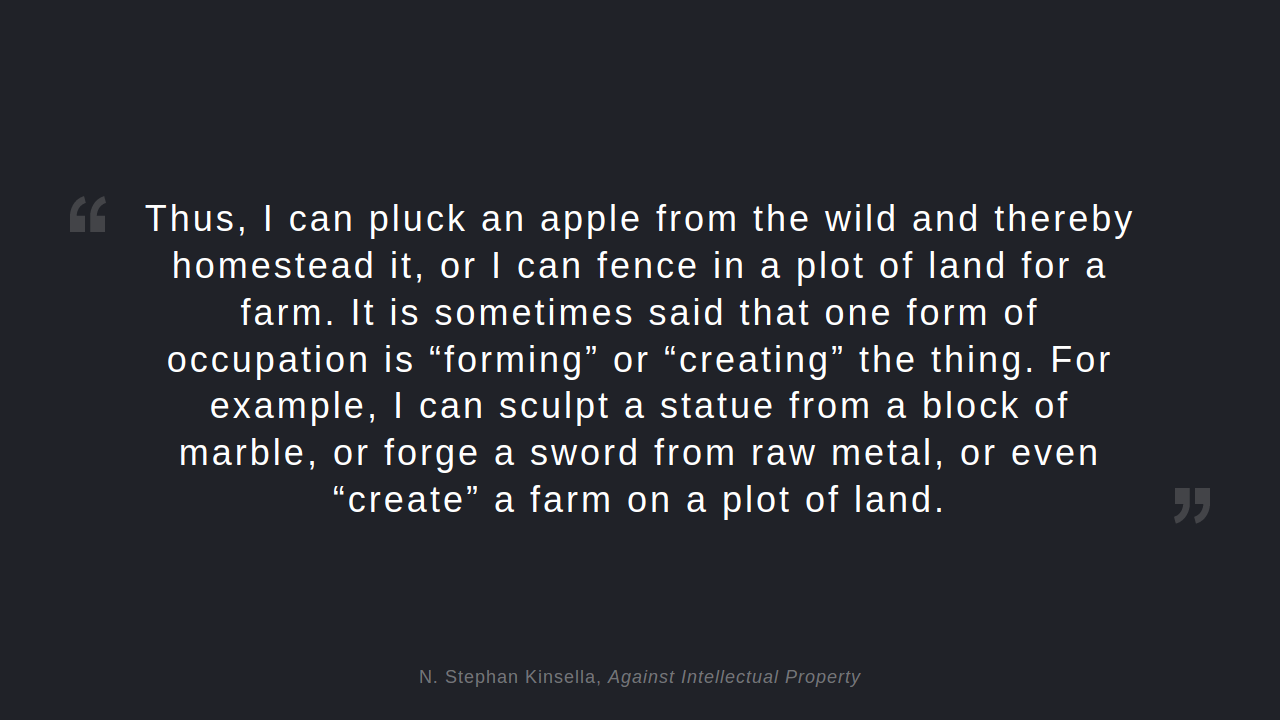 Thus, I can pluck an apple from the wild and thereby
homestead it, or I can fence in a plot of land for a
farm. It is sometimes said that one form of
occupation is “forming” or “creating” the thing. For
example, I can sculpt a statue from a block of
marble, or forge a sword from raw metal, or even
“create” a farm on a plot of land.
N. Stephan Kinsella, Against Intellectual Property